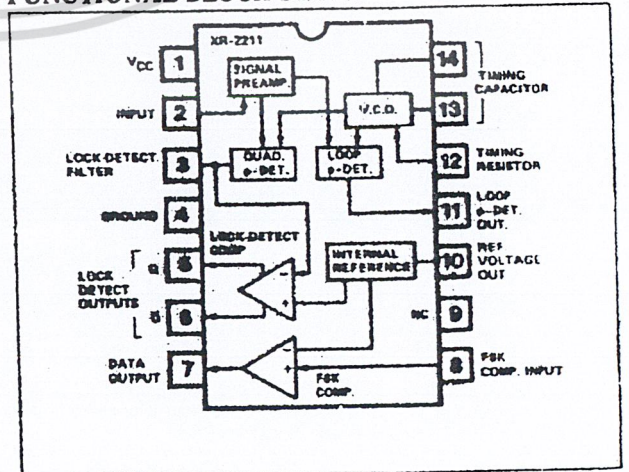 FUNCTIONAL BLOCK
XR-2211
VCC 1
INPUT 2
LOCK-DETECT FILTER 3
GROUND 4
LOCK DETECT OUTPUTS
Q 5
Q̅ 6
DATA OUTPUT 7
SIGNAL PREAMP.
V.C.O.
QUAD. φ-DET.
LOOP φ-DET.
LOCK-DETECT COMP
INTERNAL REFERENCE
FSK COMP.
14
13
TIMING CAPACITOR
12 TIMING RESISTOR
11 LOOP φ-DET. OUT.
10 REF VOLTAGE OUT
NC 9
8 FSK COMP. INPUT
- +
- +